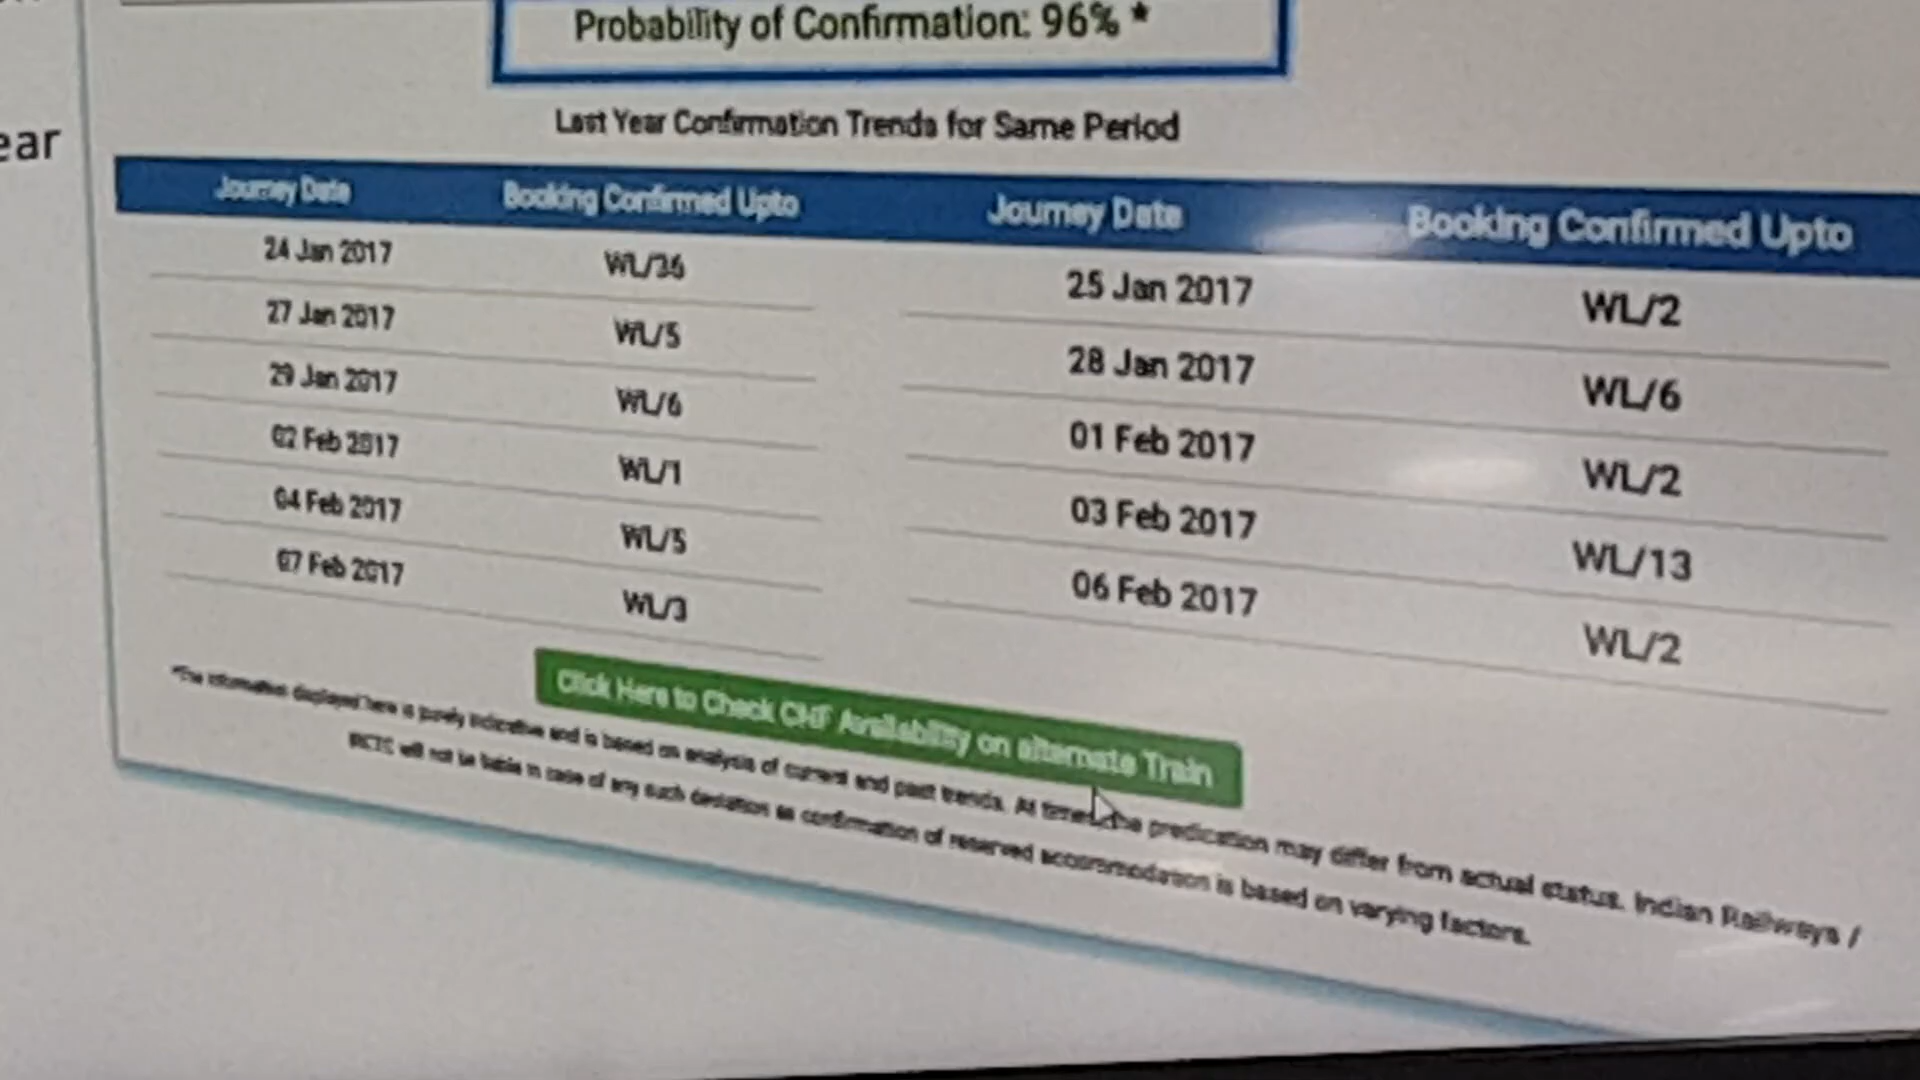 Probability of Confirmation: 96% *
Last Year Confirmation Trends for Same Period
ear
Journey Date Booking Confirmed Upto Journey Date Booking Confirmed Upto
24 Jan 2017 WL/36 25 Jan 2017 WL/2
27 Jan 2017 WL/5 28 Jan 2017 WL/6
29 Jan 2017 WL/6 01 Feb 2017 WL/2
02 Feb 2017 WL/1 03 Feb 2017 WL/13
04 Feb 2017 WL/5 06 Feb 2017 WL/2
07 Feb 2017 WL/3
Click Here to Check CNF Availability on alternate Train
*The information displayed here is purely indicative and is based on analysis of current and past trends. At times the predication may differ from actual status. Indian Railways /
IRCTC will not be liable in case of any such deviation as confirmation of reserved accommodation is based on varying factors.